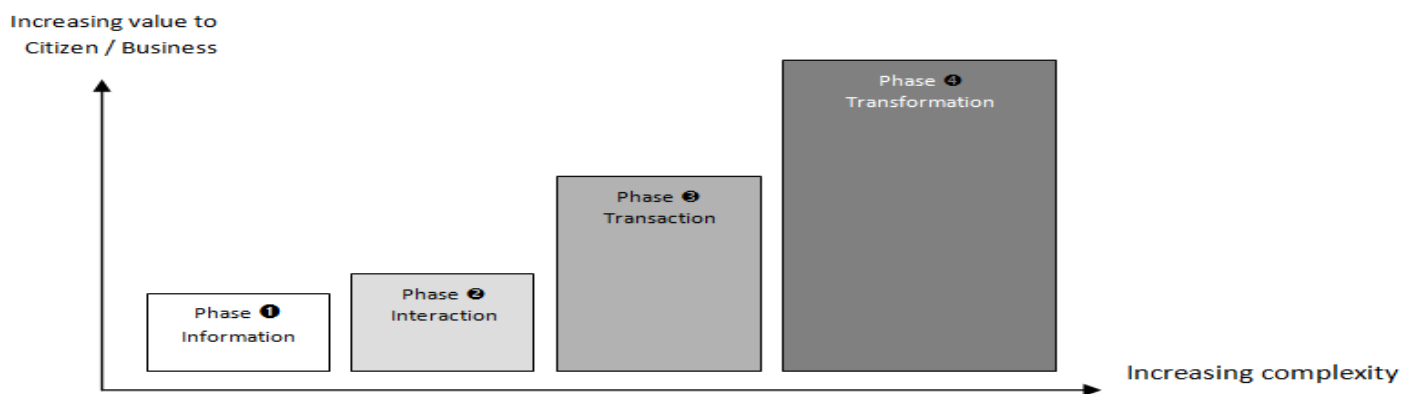 Increasing value to
Citizen / Business
Phase ❹
Transformation
Phase ❸
Transaction
Phase ❷
Interaction
Phase ❶
Information
Increasing complexity